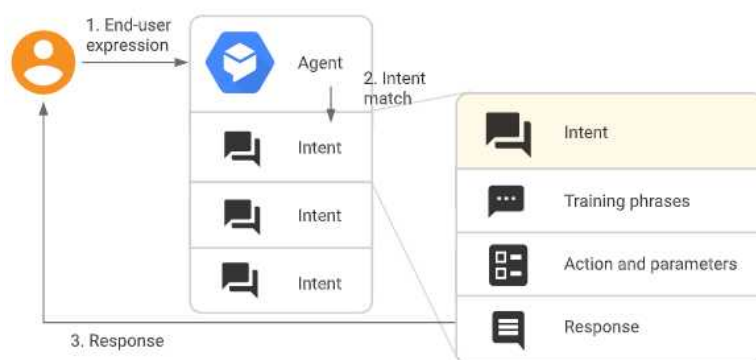 1. End-user
expression
Agent
2. Intent
match
Intent
Intent
Intent
Intent
Training phrases
Action and parameters
Response
3. Response